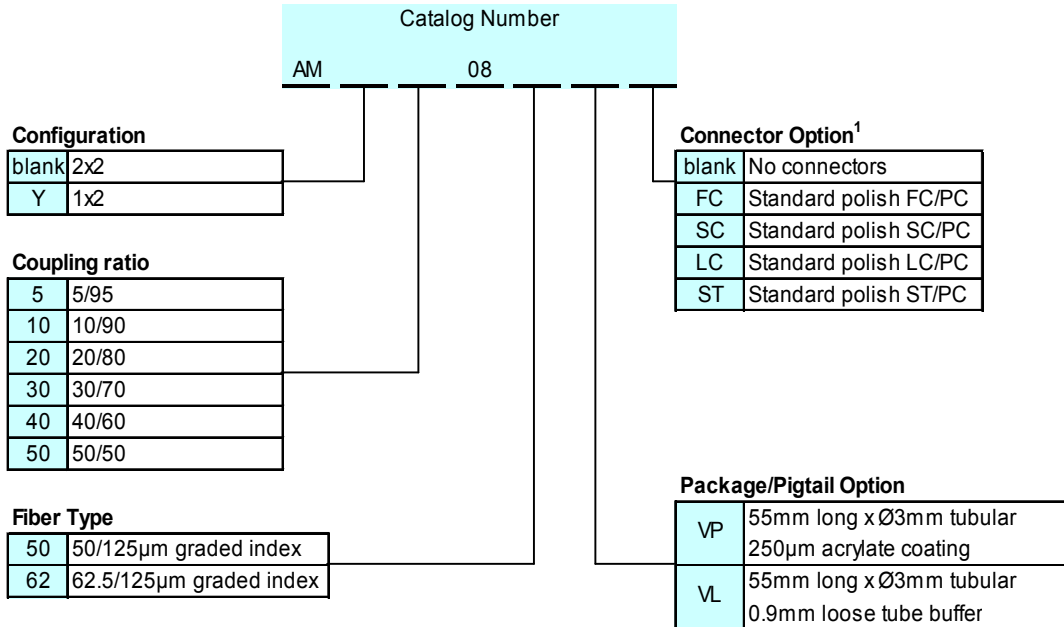 Catalog Number
AM 08
Configuration
blank 2x2
Y 1x2
Coupling ratio
5 5/95
10 10/90
20 20/80
30 30/70
40 40/60
50 50/50
Fiber Type
50 50/125µm graded index
62 62.5/125µm graded index
Connector Option¹
blank No connectors
FC Standard polish FC/PC
SC Standard polish SC/PC
LC Standard polish LC/PC
ST Standard polish ST/PC
Package/Pigtail Option
VP 55mm long x Ø3mm tubular
250µm acrylate coating
VL 55mm long x Ø3mm tubular
0.9mm loose tube buffer